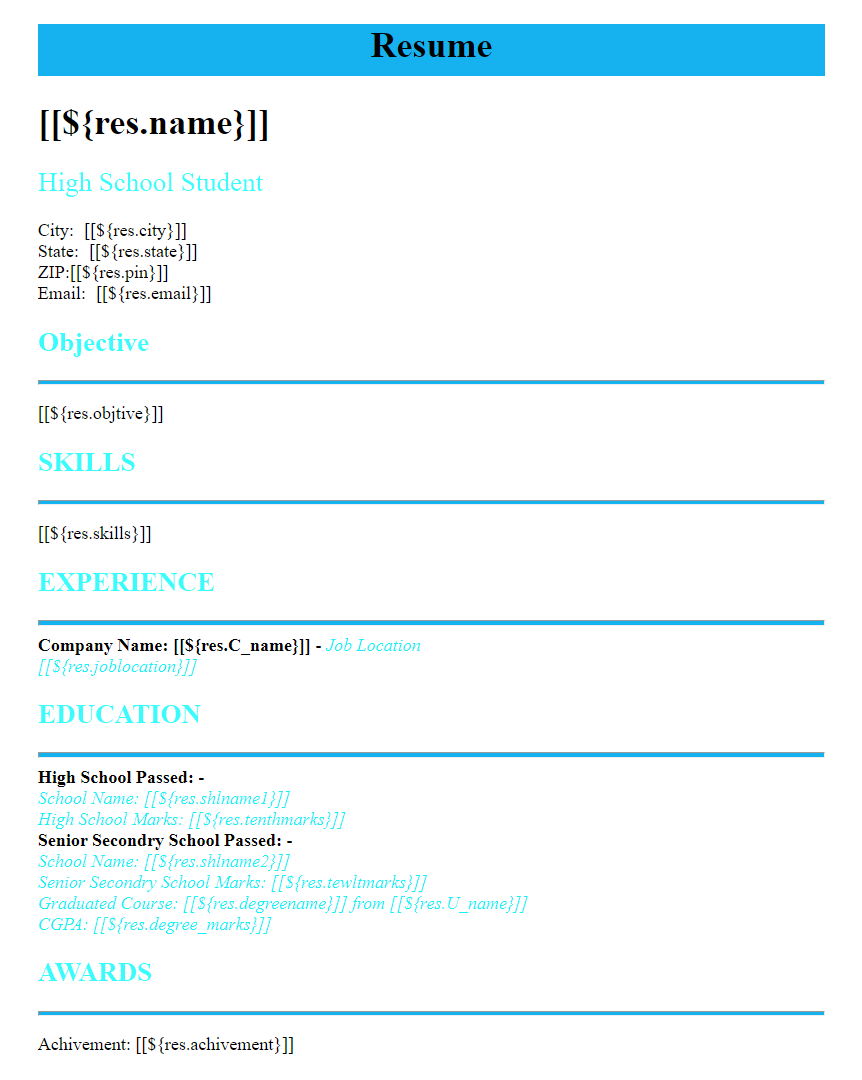 Resume
[[${res.name}]]
High School Student
City: [[${res.city}]]
State: [[${res.state}]]
ZIP:[[${res.pin}]]
Email: [[${res.email}]]
Objective
[[${res.objtive}]]
SKILLS
[[${res.skills}]]
EXPERIENCE
Company Name: [[${res.C_name}]] - Job Location
[[${res.joblocation}]]
EDUCATION
High School Passed: -
School Name: [[${res.shlname1}]]
High School Marks: [[${res.tenthmarks}]]
Senior Secondry School Passed: -
School Name: [[${res.shlname2}]]
Senior Secondry School Marks: [[${res.tewltmarks}]]
Graduated Course: [[${res.degreename}]] from [[${res.U_name}]]
CGPA: [[${res.degree_marks}]]
AWARDS
Achivement: [[${res.achivement}]]